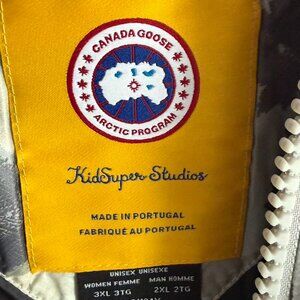 CANADA GOOSE
ARCTIC PROGRAM
KidSuper Studios
MADE IN PORTUGAL
FABRIQUÉ AU PORTUGAL
UNISEX UNISEXE
WOMEN FEMME MAN HOMME
3XL 3TG 2XL 2TG